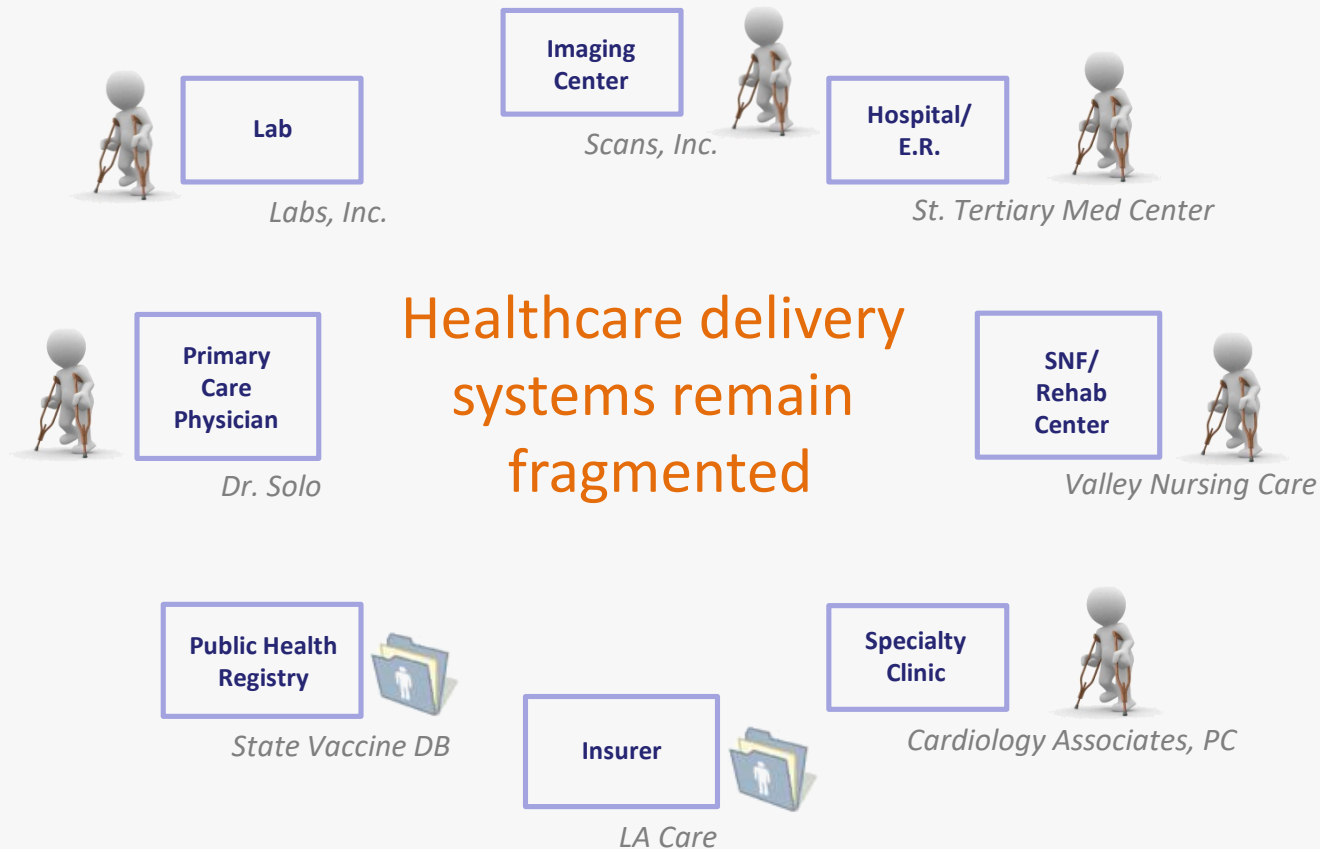 Imaging
Center
Scans, Inc.
Lab
Labs, Inc.
Hospital/
E.R.
St. Tertiary Med Center
Healthcare delivery
systems remain
fragmented
Primary
Care
Physician
Dr. Solo
SNF/
Rehab
Center
Valley Nursing Care
Public Health
Registry
State Vaccine DB
Insurer
LA Care
Specialty
Clinic
Cardiology Associates, PC